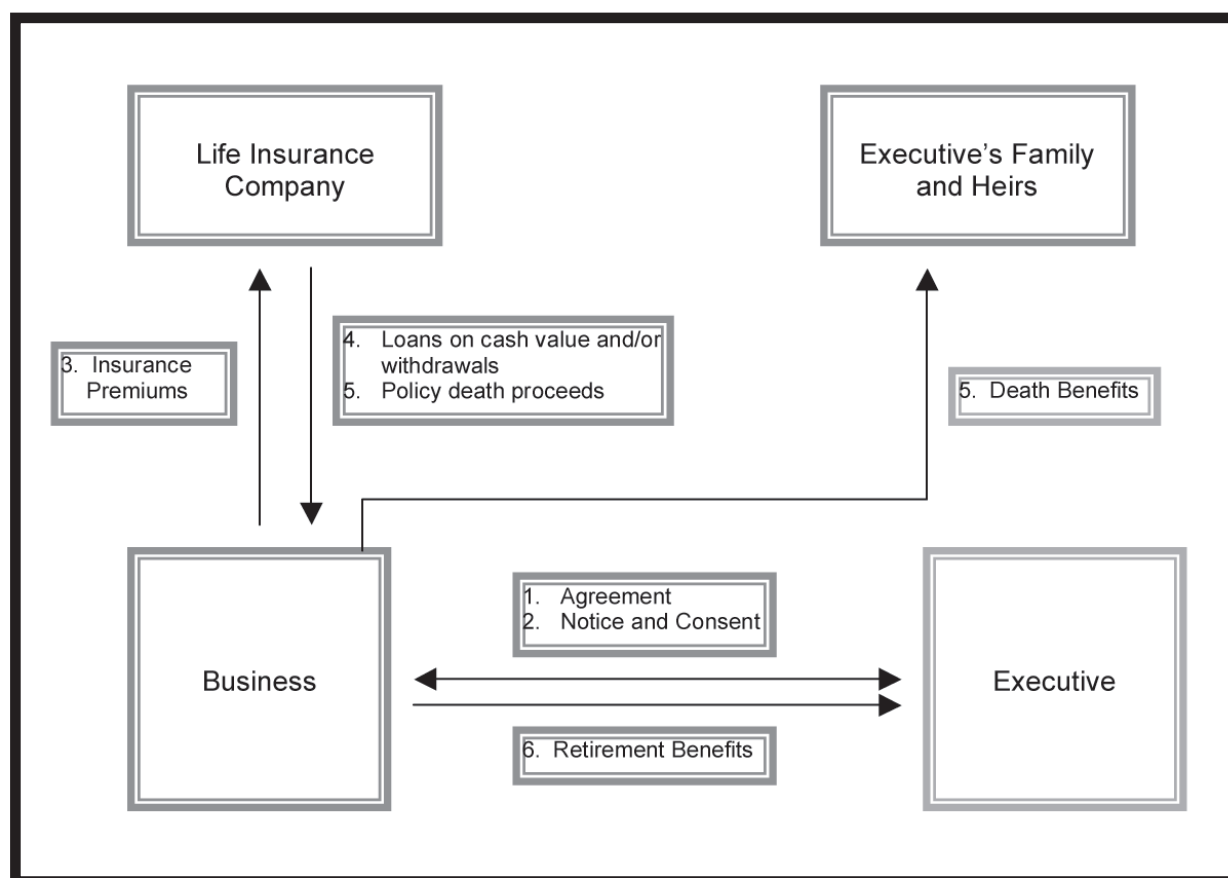 Life Insurance
Company
Executive’s Family
and Heirs
3. Insurance
Premiums
4. Loans on cash value and/or
withdrawals
5. Policy death proceeds
5. Death Benefits
1. Agreement
2. Notice and Consent
Business
Executive
6. Retirement Benefits